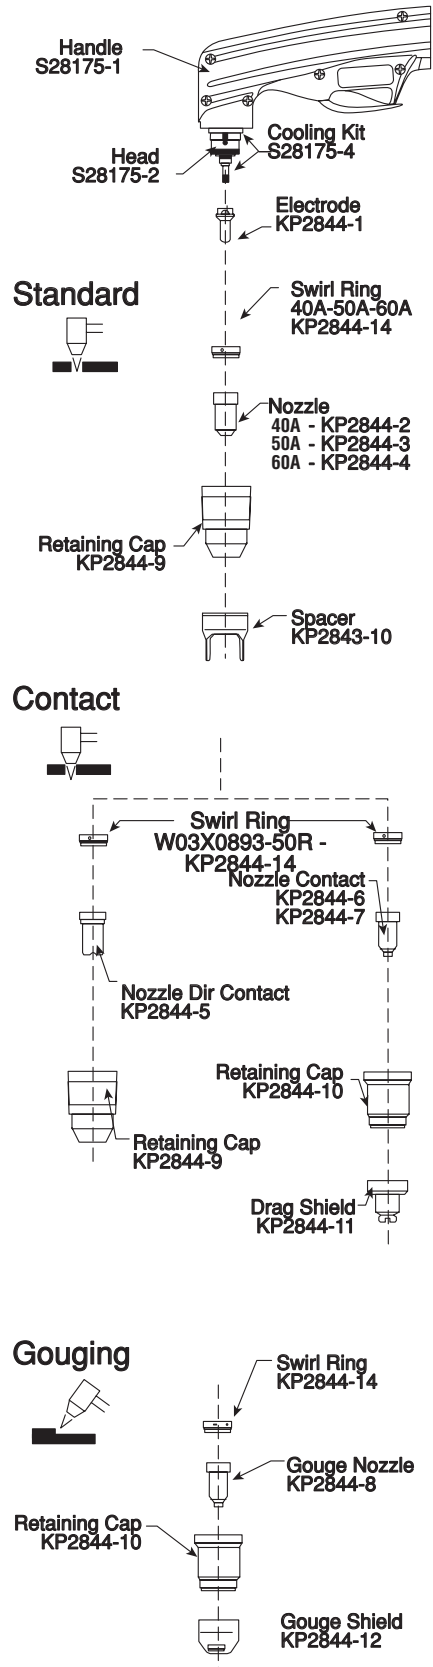 Handle
S28175-1
Cooling Kit
S28175-4
Head
S28175-2
Electrode
KP2844-1
Standard
Swirl Ring
40A-50A-60A
KP2844-14
Nozzle
40A - KP2844-2
50A - KP2844-3
60A - KP2844-4
Retaining Cap
KP2844-9
Spacer
KP2843-10
Contact
Swirl Ring
W03X0893-50R -
KP2844-14
Nozzle Contact
KP2844-6
KP2844-7
Nozzle Dir Contact
KP2844-5
Retaining Cap
KP2844-10
Retaining Cap
KP2844-9
Drag Shield
KP2844-11
Gouging
Swirl Ring
KP2844-14
Gouge Nozzle
KP2844-8
Retaining Cap
KP2844-10
Gouge Shield
KP2844-12